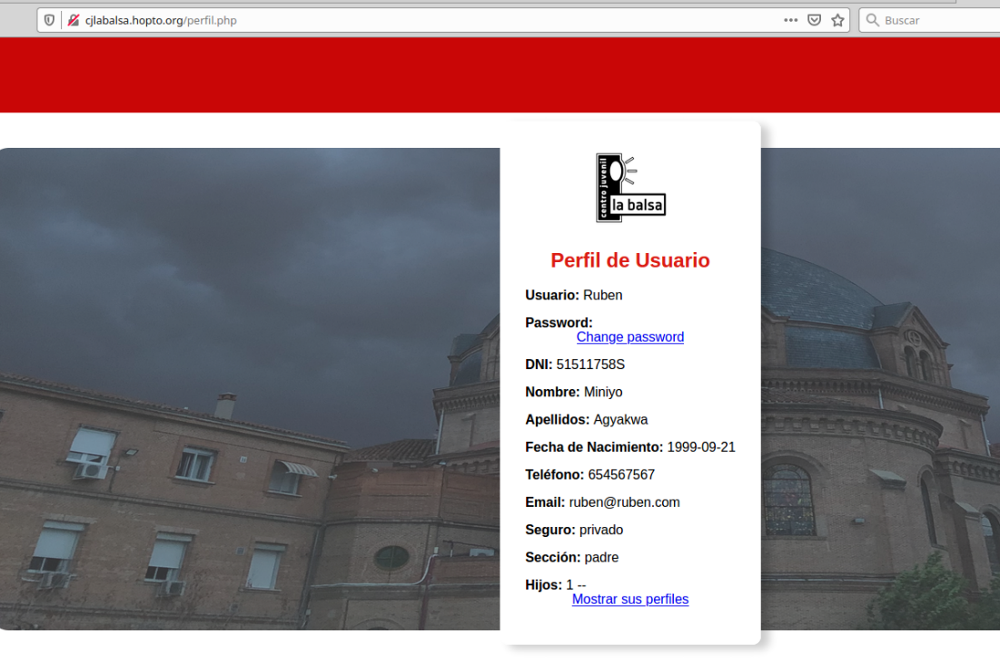 cjlabalsa.hopto.org/perfil.php
Buscar
centro juvenil
la balsa
Perfil de Usuario
Usuario: Ruben
Password:
Change password
DNI: 51511758S
Nombre: Miniyo
Apellidos: Agyakwa
Fecha de Nacimiento: 1999-09-21
Teléfono: 654567567
Email: ruben@ruben.com
Seguro: privado
Sección: padre
Hijos: 1 --
Mostrar sus perfiles